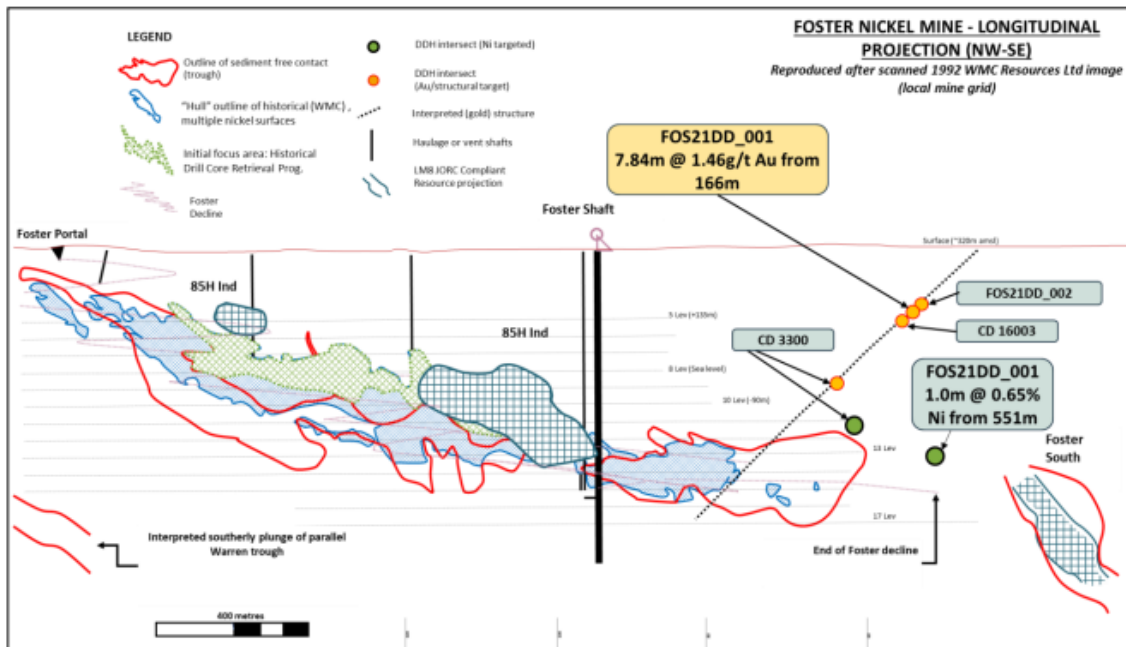 FOSTER NICKEL MINE - LONGITUDINAL
PROJECTION (NW-SE)
Reproduced after scanned 1992 WMC Resources Ltd image
(local mine grid)
LEGEND
Outline of sediment free contact
(trough)
"Hull" outline of historical (WMC) ,
multiple nickel surfaces
Initial focus area: Historical
Drill Core Retrieval Prog.
Foster
Decline
DDH intersect (Ni targeted)
DDH intersect
(Au/structural target)
Interpreted (gold) structure
Haulage or vent shafts
LM8 JORC Compliant
Resource projection
FOS21DD_001
7.84m @ 1.46g/t Au from
166m
Foster Shaft
Foster Portal
Surface (~320m amsl)
85H Ind
FOS21DD_002
5 Lev (+135m)
85H Ind
CD 3300
CD 16003
8 Lev (Sea level)
FOS21DD_001
1.0m @ 0.65%
Ni from 551m
10 Lev (-90m)
13 Lev
Foster
South
17 Lev
Interpreted southerly plunge of parallel
Warren trough
End of Foster decline
400 metres